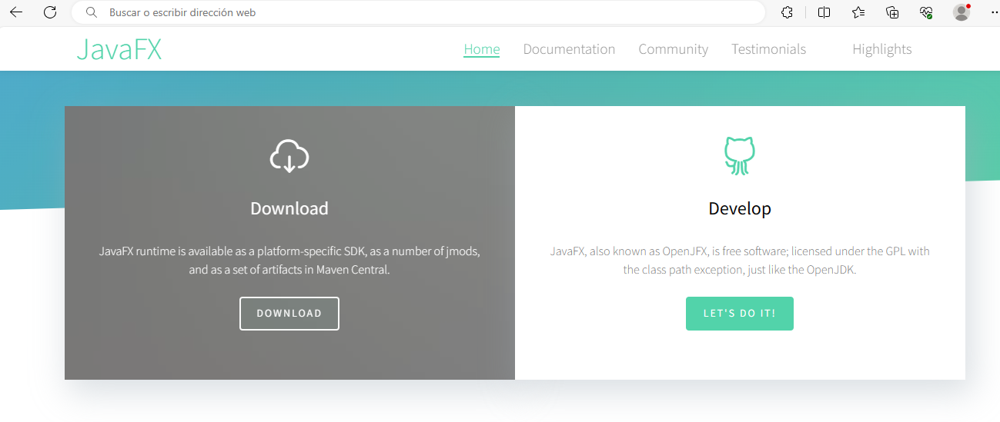 Buscar o escribir dirección web
JavaFX
Home Documentation Community Testimonials Highlights
Download
JavaFX runtime is available as a platform-specific SDK, as a number of jmods,
and as a set of artifacts in Maven Central.
DOWNLOAD
Develop
JavaFX, also known as OpenJFX, is free software; licensed under the GPL with
the class path exception, just like the OpenJDK.
LET'S DO IT!